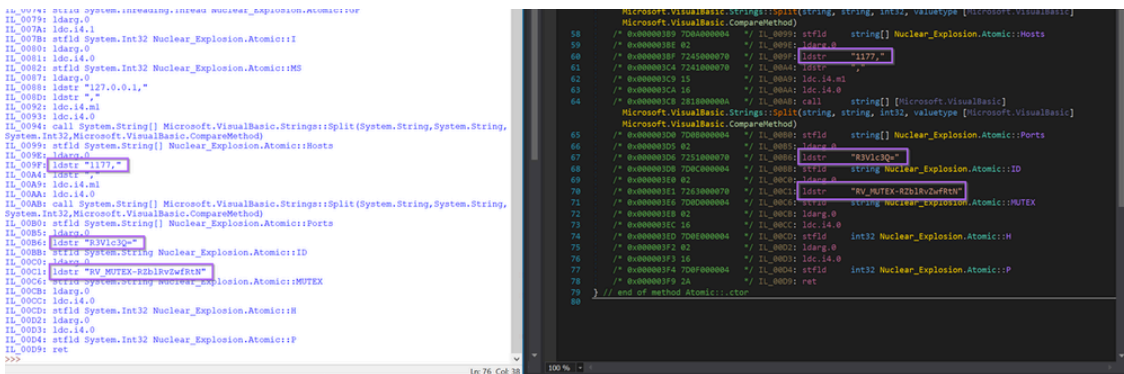 IL_0074: stfld System.Threading.Thread Nuclear_Explosion.Atomic::OF
IL_0079: ldarg.0
IL_007A: ldc.i4.1
IL_007B: stfld System.Int32 Nuclear_Explosion.Atomic::I
IL_0080: ldarg.0
IL_0081: ldc.i4.0
IL_0082: stfld System.Int32 Nuclear_Explosion.Atomic::MS
IL_0087: ldarg.0
IL_0088: ldstr "127.0.0.1,"
IL_008D: ldstr ","
IL_0092: ldc.i4.m1
IL_0093: ldc.i4.0
IL_0094: call System.String[] Microsoft.VisualBasic.Strings::Split(System.String,System.String,
System.Int32,Microsoft.VisualBasic.CompareMethod)
IL_0099: stfld System.String[] Nuclear_Explosion.Atomic::Hosts
IL_009E: ldarg.0
IL_009F: ldstr "1177,"
IL_00A4: ldstr ","
IL_00A9: ldc.i4.m1
IL_00AA: ldc.i4.0
IL_00AB: call System.String[] Microsoft.VisualBasic.Strings::Split(System.String,System.String,
System.Int32,Microsoft.VisualBasic.CompareMethod)
IL_00B0: stfld System.String[] Nuclear_Explosion.Atomic::Ports
IL_00B5: ldarg.0
IL_00B6: ldstr "R3Vlc3Q="
IL_00BB: stfld System.String Nuclear_Explosion.Atomic::ID
IL_00C0: ldarg.0
IL_00C1: ldstr "RV_MUTEX-RZblRvZwfRtN"
IL_00C6: stfld System.String Nuclear_Explosion.Atomic::MUTEX
IL_00CB: ldarg.0
IL_00CC: ldc.i4.0
IL_00CD: stfld System.Int32 Nuclear_Explosion.Atomic::H
IL_00D2: ldarg.0
IL_00D3: ldc.i4.0
IL_00D4: stfld System.Int32 Nuclear_Explosion.Atomic::P
IL_00D9: ret
>>>
Ln: 76 Col: 38
Microsoft.VisualBasic.Strings::Split(string, string, int32, valuetype [Microsoft.VisualBasic]
Microsoft.VisualBasic.CompareMethod)
58 /* 0x000003B9 7D0A000004 */ IL_0099: stfld string[] Nuclear_Explosion.Atomic::Hosts
59 /* 0x000003BE 02 */ IL_009E: ldarg.0
60 /* 0x000003BF 7245000070 */ IL_009F: ldstr "1177,"
61 /* 0x000003C4 7241000070 */ IL_00A4: ldstr ","
62 /* 0x000003C9 15 */ IL_00A9: ldc.i4.m1
63 /* 0x000003CA 16 */ IL_00AA: ldc.i4.0
64 /* 0x000003CB 281B00000A */ IL_00AB: call string[] [Microsoft.VisualBasic]
Microsoft.VisualBasic.Strings::Split(string, string, int32, valuetype [Microsoft.VisualBasic]
Microsoft.VisualBasic.CompareMethod)
65 /* 0x000003D0 7D0B000004 */ IL_00B0: stfld string[] Nuclear_Explosion.Atomic::Ports
66 /* 0x000003D5 02 */ IL_00B5: ldarg.0
67 /* 0x000003D6 7251000070 */ IL_00B6: ldstr "R3Vlc3Q="
68 /* 0x000003DB 7D0C000004 */ IL_00BB: stfld string Nuclear_Explosion.Atomic::ID
69 /* 0x000003E0 02 */ IL_00C0: ldarg.0
70 /* 0x000003E1 7263000070 */ IL_00C1: ldstr "RV_MUTEX-RZblRvZwfRtN"
71 /* 0x000003E6 7D0D000004 */ IL_00C6: stfld string Nuclear_Explosion.Atomic::MUTEX
72 /* 0x000003EB 02 */ IL_00CB: ldarg.0
73 /* 0x000003EC 16 */ IL_00CC: ldc.i4.0
74 /* 0x000003ED 7D0E000004 */ IL_00CD: stfld int32 Nuclear_Explosion.Atomic::H
75 /* 0x000003F2 02 */ IL_00D2: ldarg.0
76 /* 0x000003F3 16 */ IL_00D3: ldc.i4.0
77 /* 0x000003F4 7D0F000004 */ IL_00D4: stfld int32 Nuclear_Explosion.Atomic::P
78 /* 0x000003F9 2A */ IL_00D9: ret
79 } // end of method Atomic::.ctor
80
100 %